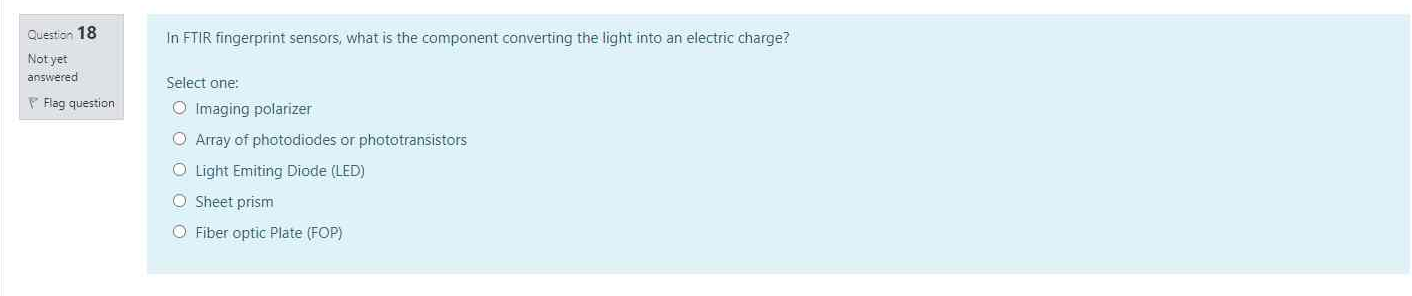 Question 18
Not yet
answered
Flag question
In FTIR fingerprint sensors, what is the component converting the light into an electric charge?
Select one:
Imaging polarizer
Array of photodiodes or phototransistors
Light Emiting Diode (LED)
Sheet prism
Fiber optic Plate (FOP)